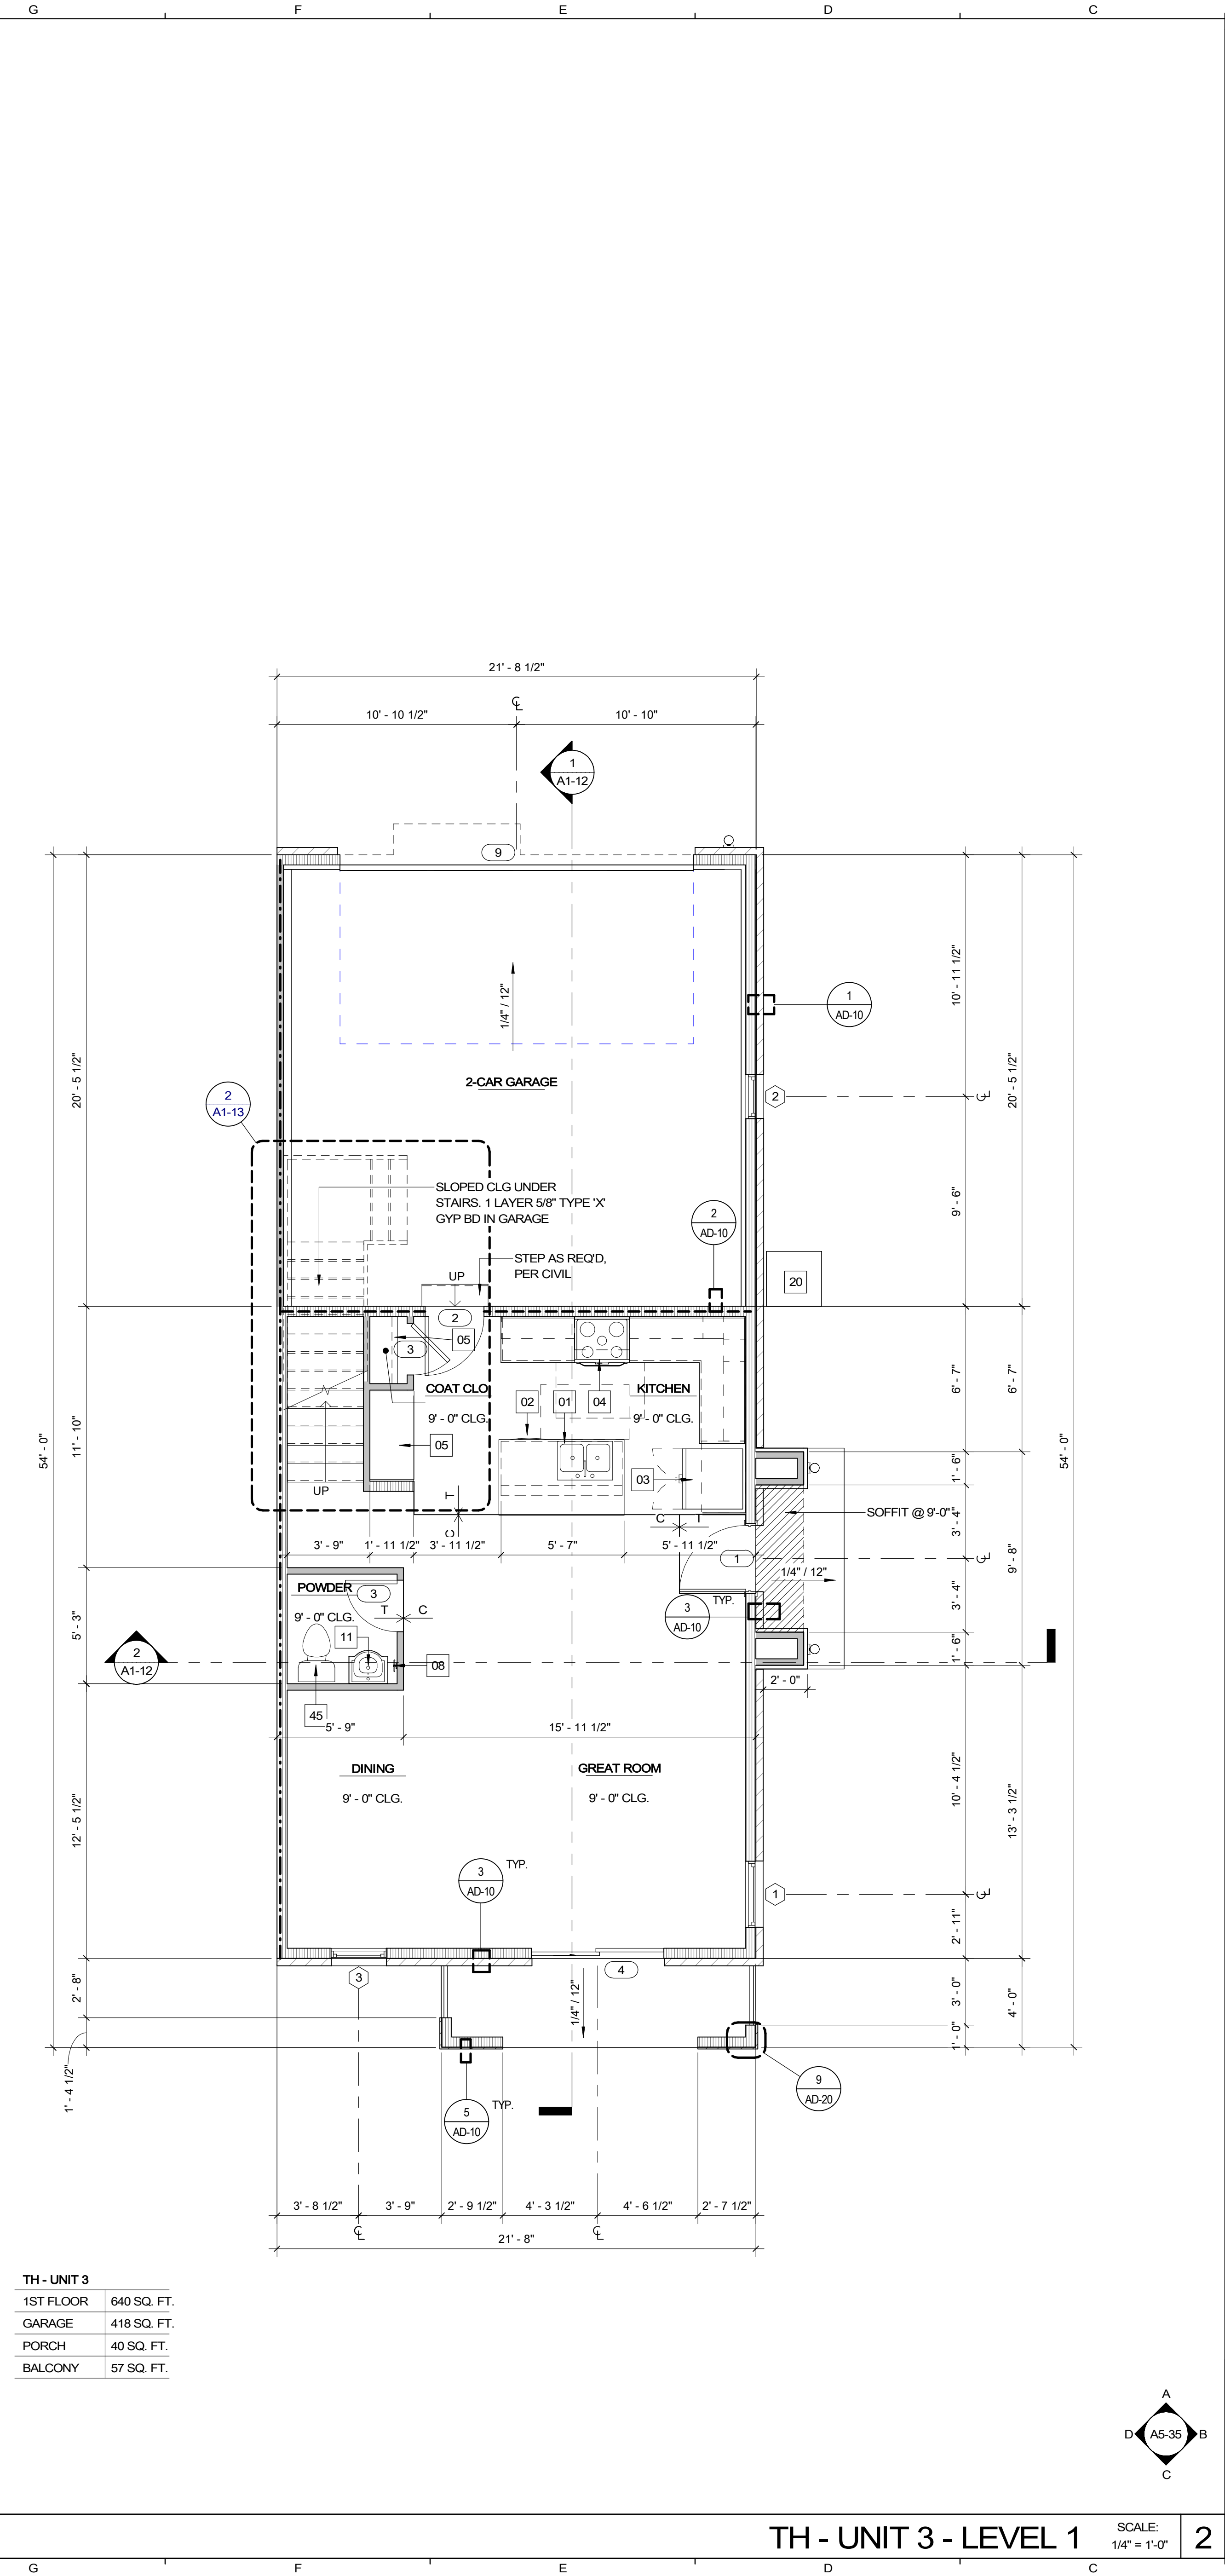 G F E D C
21' - 8 1/2"
10' - 10 1/2" 10' - 10"
1
A1-12
9
10' - 11 1/2"
1
AD-10
1/4" / 12"
2-CAR GARAGE
20' - 5 1/2"
20' - 5 1/2"
2
2
A1-13
SLOPED CLG UNDER
STAIRS. 1 LAYER 5/8" TYPE 'X'
GYP BD IN GARAGE
9' - 6"
2
AD-10
STEP AS REQ'D,
PER CIVIL
UP
20
2
05
3
COAT CLO
9' - 0" CLG.
KITCHEN
9' - 0" CLG.
02 01 04
6' - 7"
6' - 7"
05
11' - 10"
54' - 0"
54' - 0"
03
1' - 6"
UP
T
C
C T
SOFFIT @ 9'-0"
3' - 4"
3' - 9" 1' - 11 1/2" 3' - 11 1/2" 5' - 7" 5' - 11 1/2"
1
9' - 8"
1/4" / 12"
POWDER
3
9' - 0" CLG.
T C
TYP.
3
AD-10
3' - 4"
5' - 3"
11
08
2
A1-12
1' - 6"
2' - 0"
45
5' - 9" 15' - 11 1/2"
DINING
9' - 0" CLG.
GREAT ROOM
9' - 0" CLG.
10' - 4 1/2"
13' - 3 1/2"
12' - 5 1/2"
3
AD-10
TYP.
1
2' - 11"
3
4
2' - 8"
1/4" / 12"
3' - 0"
4' - 0"
1' - 0"
1' - 4 1/2"
9
AD-20
5
AD-10
TYP.
3' - 8 1/2" 3' - 9" 2' - 9 1/2" 4' - 3 1/2" 4' - 6 1/2" 2' - 7 1/2"
21' - 8"
TH - UNIT 3
1ST FLOOR 640 SQ. FT.
GARAGE 418 SQ. FT.
PORCH 40 SQ. FT.
BALCONY 57 SQ. FT.
A
D A5-35 B
C
TH - UNIT 3 - LEVEL 1
SCALE:
1/4" = 1'-0"
2
G F E D C